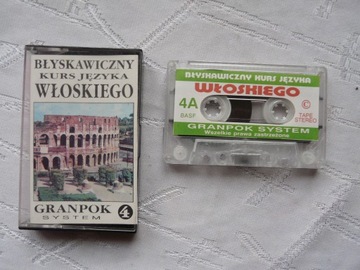 BŁYSKAWICZNY
KURS JĘZYKA
WŁOSKIEGO
GRANPOK
SYSTEM
4
BŁYSKAWICZNY KURS JĘZYKA
WŁOSKIEGO
4A
BASF
©
TAPE
STEREO
GRANPOK SYSTEM
Wszelkie prawa zastrzeżone